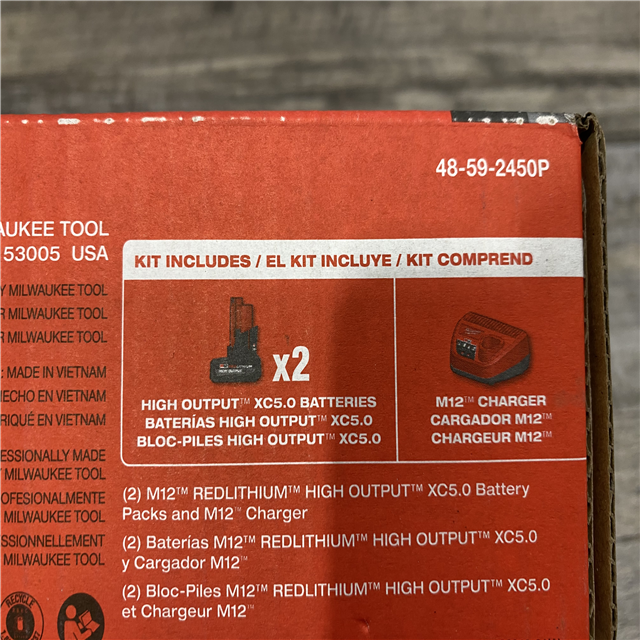 48-59-2450P
AUKEE TOOL
53005 USA
KIT INCLUDES / EL KIT INCLUYE / KIT COMPREND
Y MILWAUKEE TOOL
R MILWAUKEE TOOL
R MILWAUKEE TOOL
: MADE IN VIETNAM
HECHO EN VIETNAM
RIQUÉ EN VIETNAM
x2
HIGH OUTPUT™ XC5.0 BATTERIES
BATERÍAS HIGH OUTPUT™ XC5.0
BLOC-PILES HIGH OUTPUT™ XC5.0
M12™ CHARGER
CARGADOR M12™
CHARGEUR M12™
ESSIONALLY MADE
Y MILWAUKEE TOOL
OFESIONALMENTE
MILWAUKEE TOOL
SSIONNELLEMENT
MILWAUKEE TOOL
(2) M12™ REDLITHIUM™ HIGH OUTPUT™ XC5.0 Battery
Packs and M12™ Charger
(2) Baterías M12™ REDLITHIUM™ HIGH OUTPUT™ XC5.0
y Cargador M12™
(2) Bloc-Piles M12™ REDLITHIUM™ HIGH OUTPUT™ XC5.0
et Chargeur M12™
RECYCLE